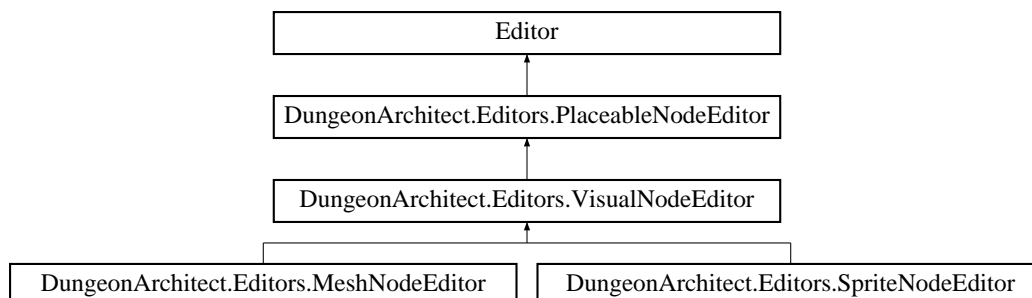 Editor
DungeonArchitect.Editors.PlaceableNodeEditor
DungeonArchitect.Editors.VisualNodeEditor
DungeonArchitect.Editors.MeshNodeEditor
DungeonArchitect.Editors.SpriteNodeEditor